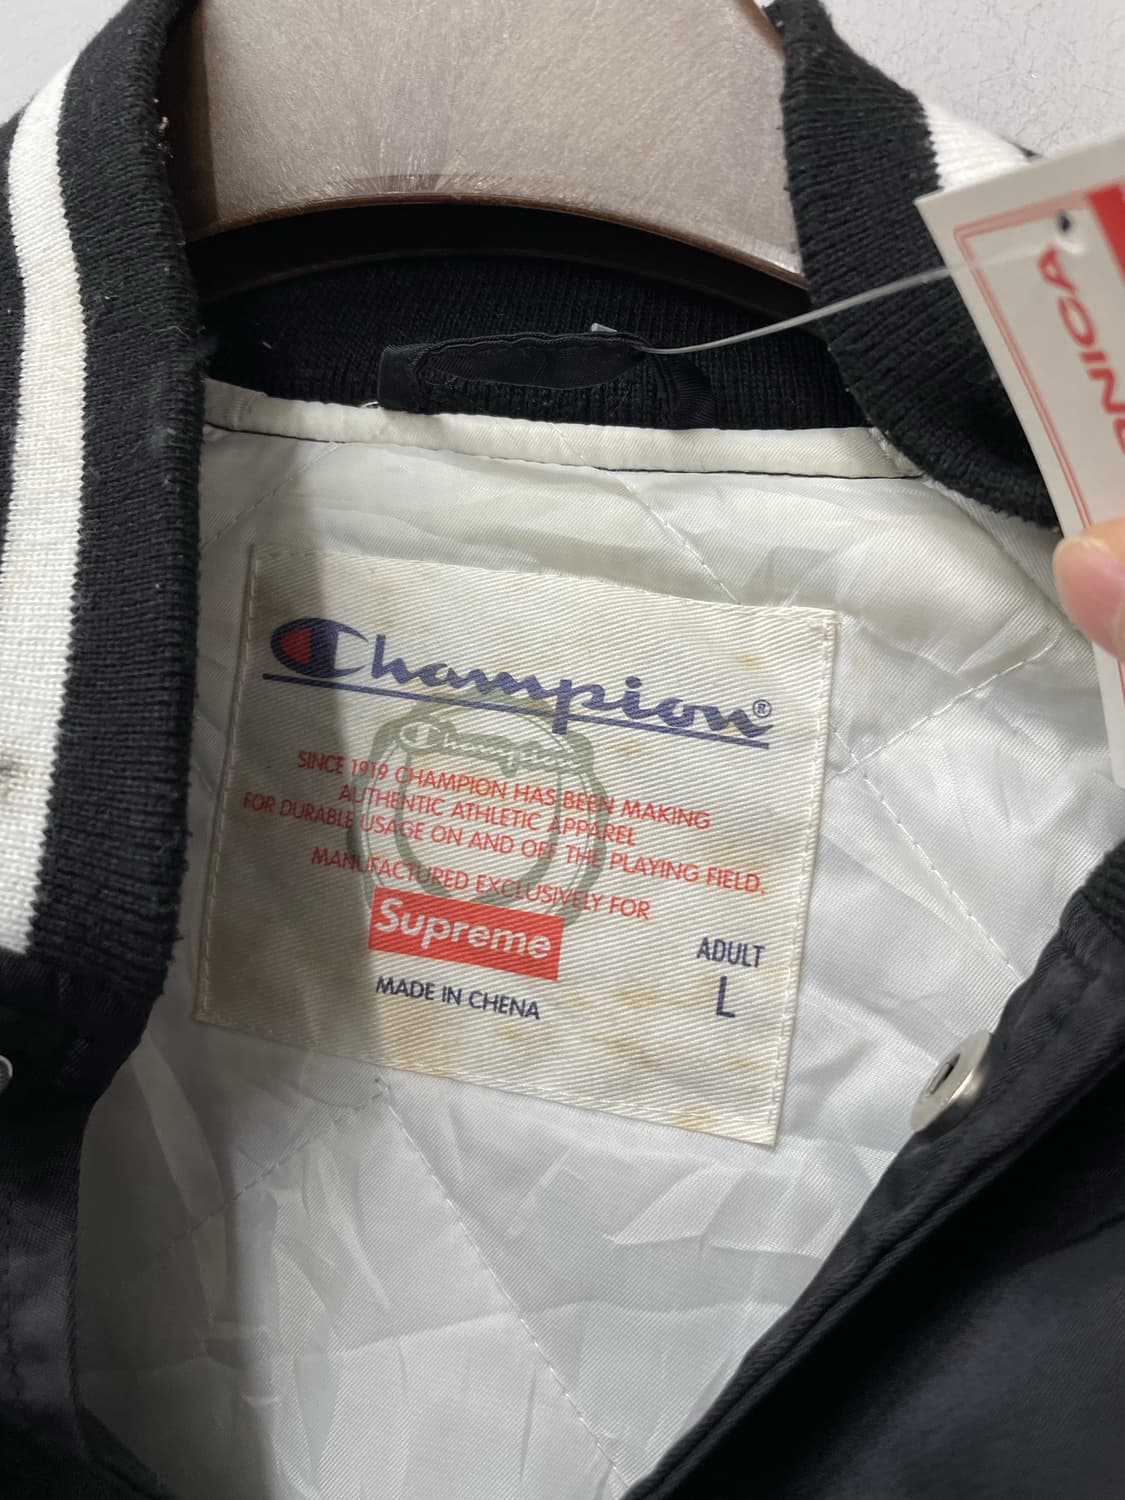 Champion®
Champion
SINCE 1919 CHAMPION HAS BEEN MAKING
AUTHENTIC ATHLETIC APPAREL
FOR DURABLE USAGE ON AND OFF THE PLAYING FIELD.
MANUFACTURED EXCLUSIVELY FOR
Supreme
MADE IN CHENA
ADULT
L